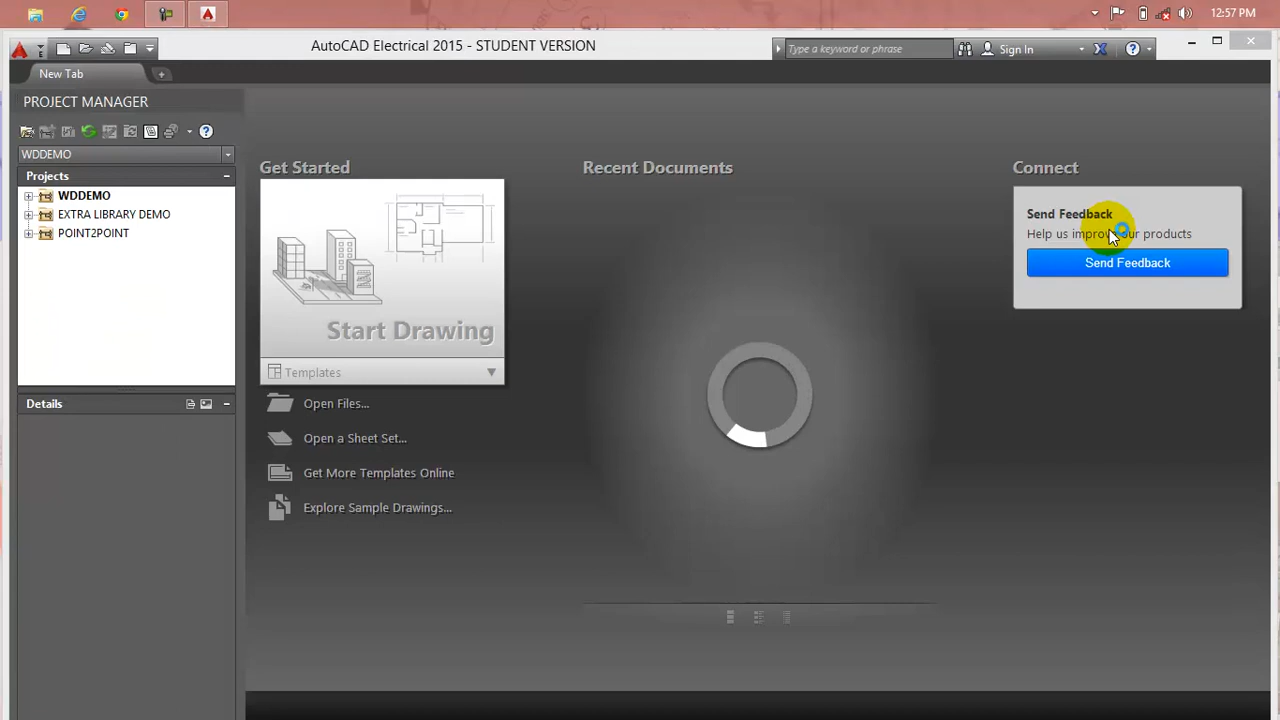 12:57 PM
AutoCAD Electrical 2015 - STUDENT VERSION
Type a keyword or phrase
Sign In
New Tab
PROJECT MANAGER
WDDEMO
Projects
WDDEMO
EXTRA LIBRARY DEMO
POINT2POINT
Details
Get Started
Start Drawing
Templates
Open Files...
Open a Sheet Set...
Get More Templates Online
Explore Sample Drawings...
Recent Documents
Connect
Send Feedback
Help us improve our products
Send Feedback